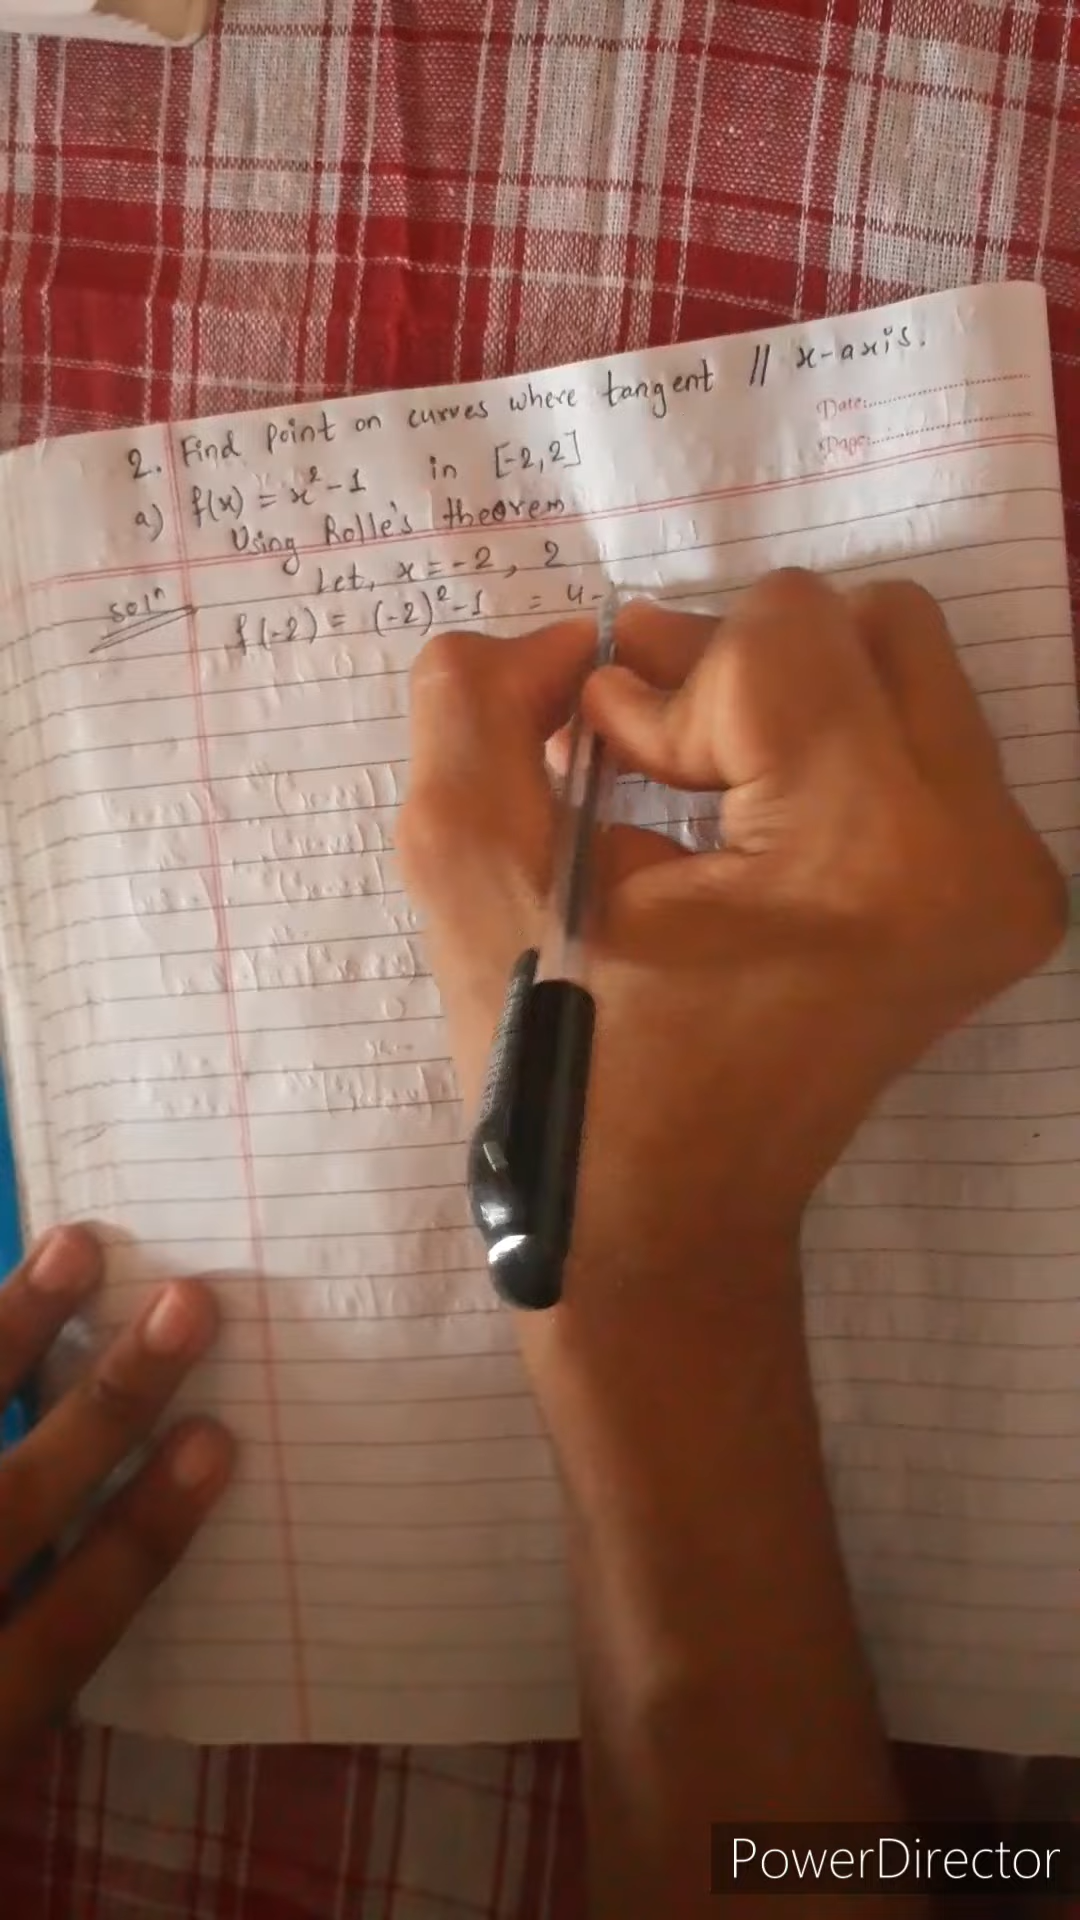 2. Find point on curves where tangent // x-axis.
Date:
Page:
a) f(x) = x²-1 in [-2,2]
Using Rolle's theorem
Soln
Let, x = -2, 2
f(-2) = (-2)²-1 = 4-
PowerDirector